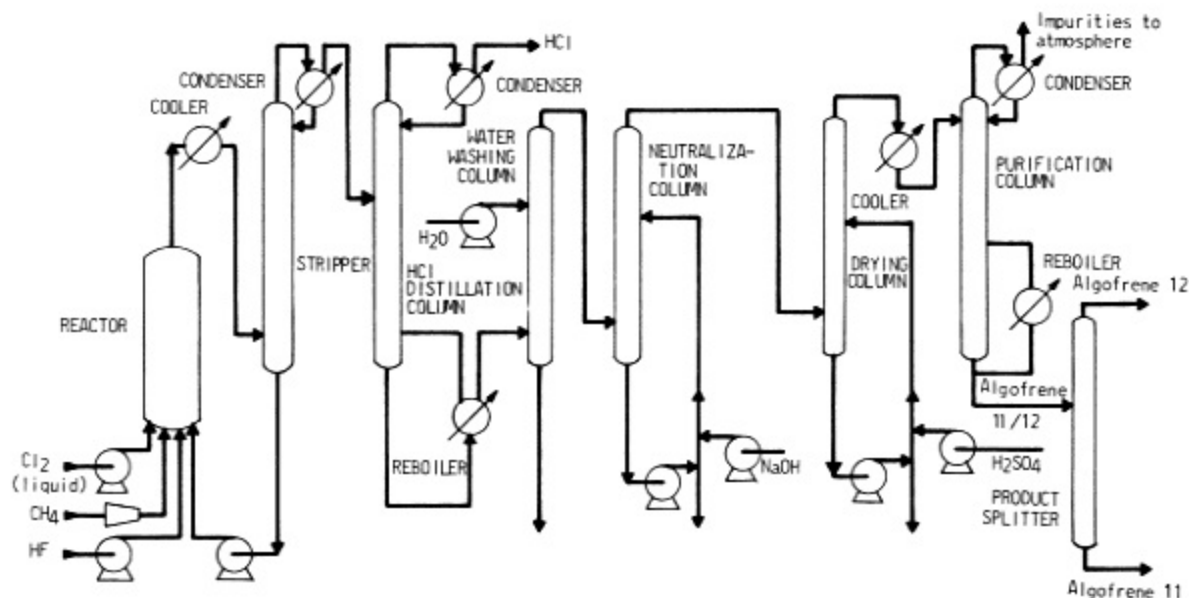 Impurities to
atmosphere
HCl
CONDENSER
CONDENSER
CONDENSER
COOLER
WATER
WASHING
COLUMN
NEUTRALIZA-
TION
COLUMN
PURIFICATION
COLUMN
COOLER
H2O
STRIPPER
HCl
DISTILLATION
COLUMN
DRYING
COLUMN
REBOILER
Algofrene 12
REACTOR
Algofrene
11/12
Cl2
(liquid)
REBOILER
NaOH
H2SO4
CH4
PRODUCT
SPLITTER
HF
Algofrene 11